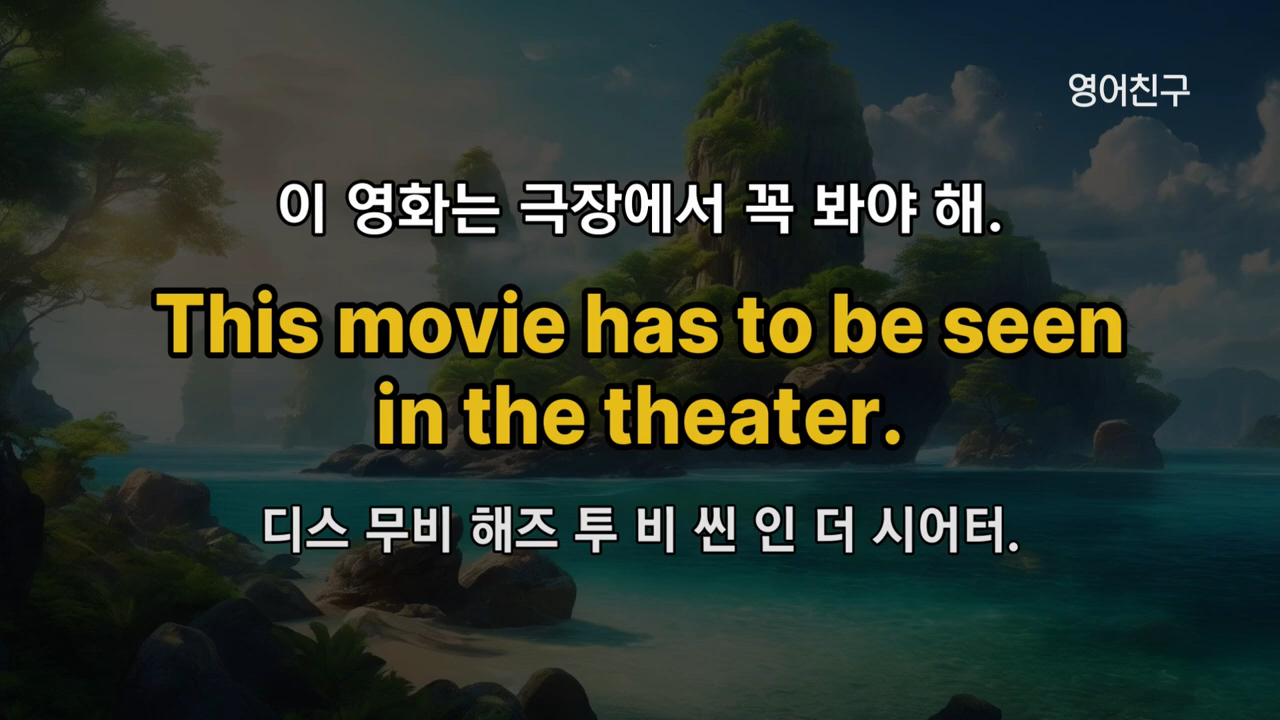 영어친구
이 영화는 극장에서 꼭 봐야 해.
This movie has to be seen
in the theater.
디스 무비 해즈 투 비 씬 인 더 시어터.